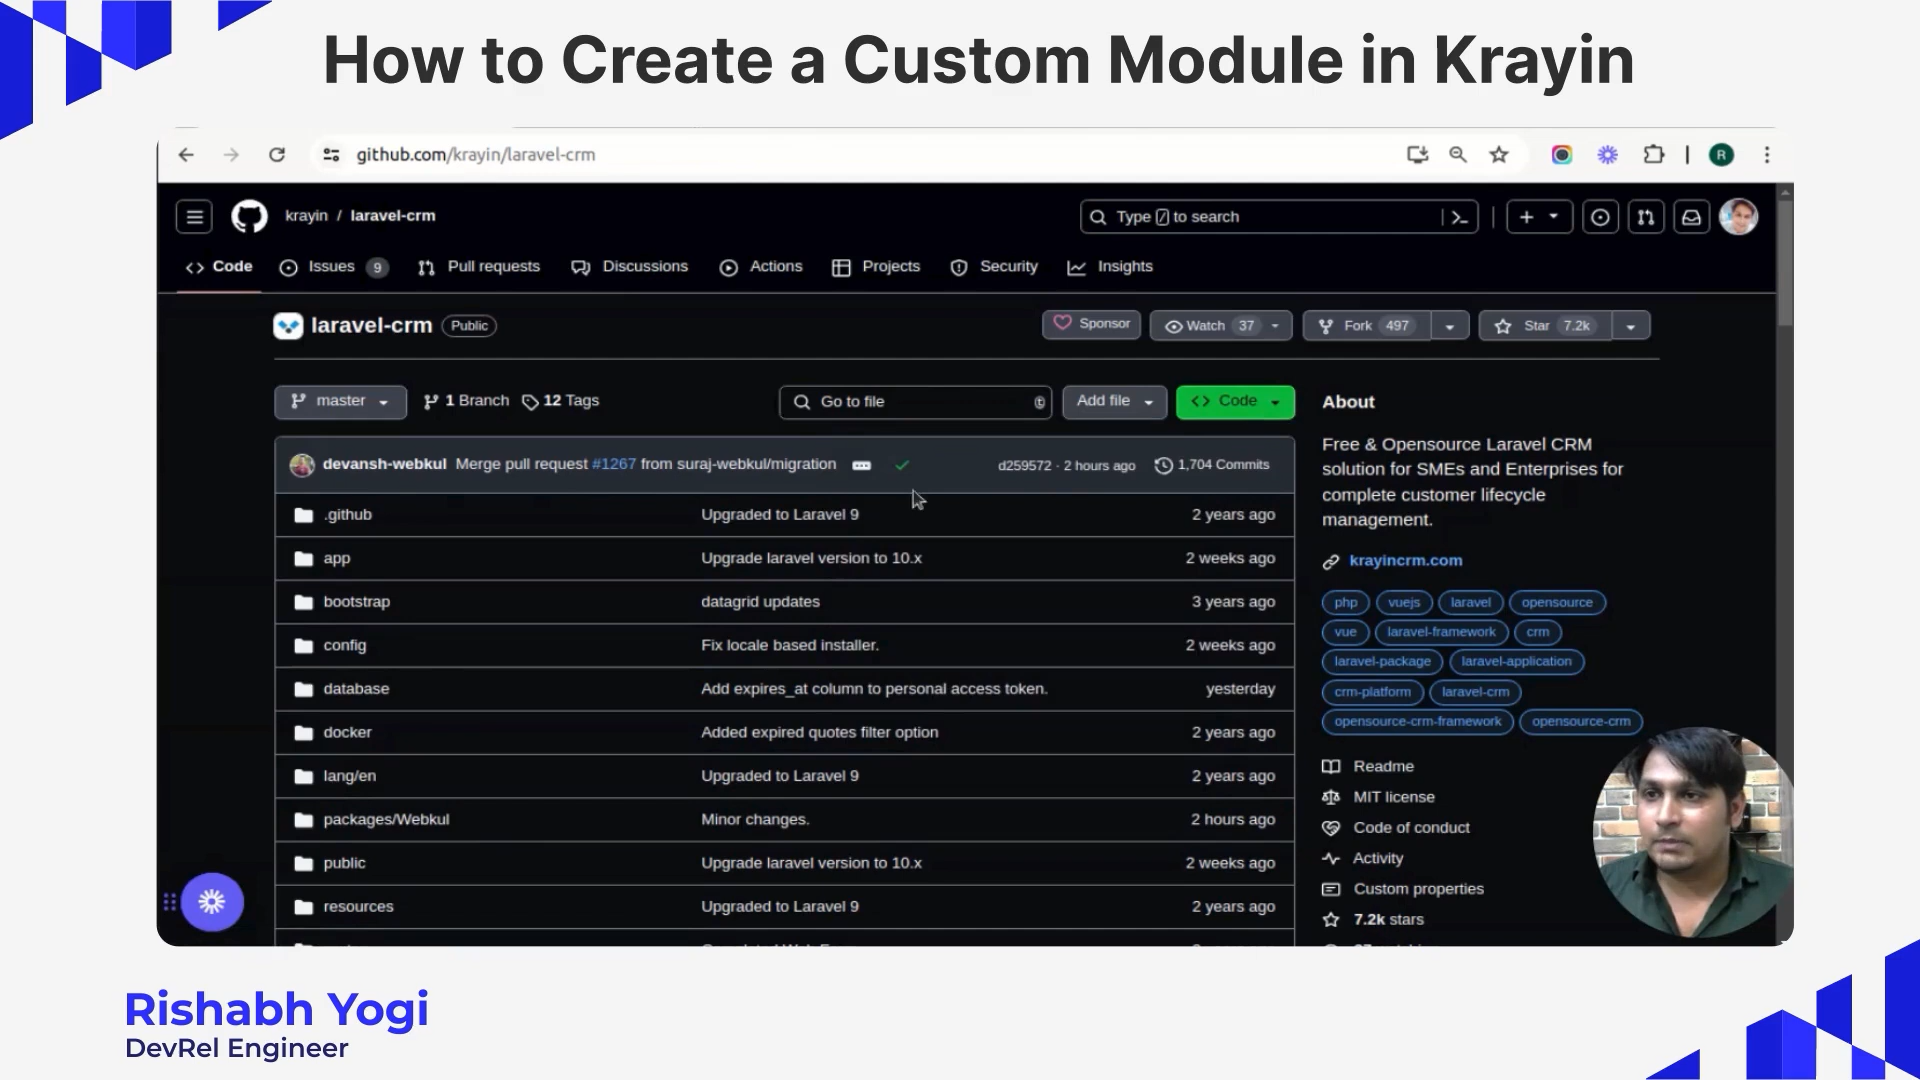 How to Create a Custom Module in Krayin
github.com/krayin/laravel-crm
R
krayin / laravel-crm
Type / to search
Code
Issues 9
Pull requests
Discussions
Actions
Projects
Security
Insights
laravel-crm Public
Sponsor
Watch 37
Fork 497
Star 7.2k
master
1 Branch
12 Tags
Go to file
t
Add file
Code
devansh-webkul Merge pull request #1267 from suraj-webkul/migration
d259572 · 2 hours ago
1,704 Commits
.github Upgraded to Laravel 9 2 years ago
app Upgrade laravel version to 10.x 2 weeks ago
bootstrap datagrid updates 3 years ago
config Fix locale based installer. 2 weeks ago
database Add expires_at column to personal access token. yesterday
docker Added expired quotes filter option 2 years ago
lang/en Upgraded to Laravel 9 2 years ago
packages/Webkul Minor changes. 2 hours ago
public Upgrade laravel version to 10.x 2 weeks ago
resources Upgraded to Laravel 9 2 years ago
About
Free & Opensource Laravel CRM
solution for SMEs and Enterprises for
complete customer lifecycle
management.
krayincrm.com
php vuejs laravel opensource
vue laravel-framework crm
laravel-package laravel-application
crm-platform laravel-crm
opensource-crm-framework opensource-crm
Readme
MIT license
Code of conduct
Activity
Custom properties
7.2k stars
Rishabh Yogi
DevRel Engineer